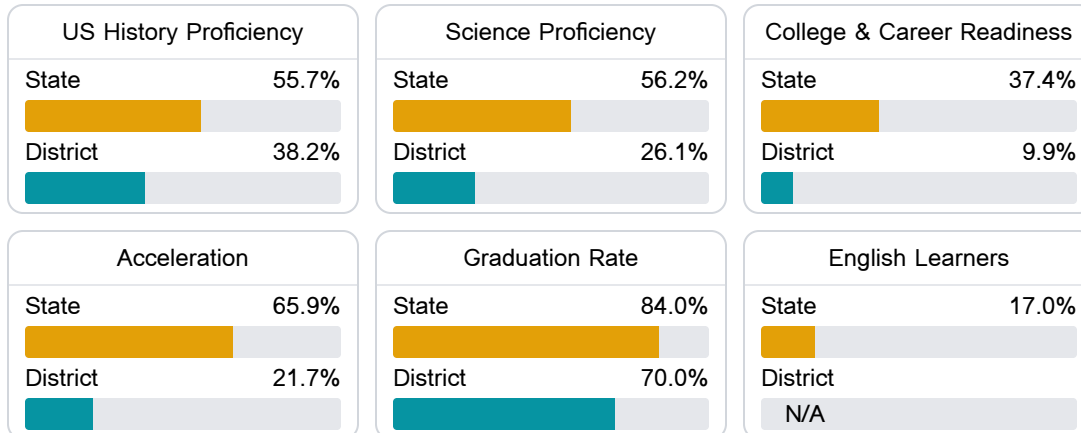 US History Proficiency
State 55.7%
District 38.2%
Science Proficiency
State 56.2%
District 26.1%
College & Career Readiness
State 37.4%
District 9.9%
Acceleration
State 65.9%
District 21.7%
Graduation Rate
State 84.0%
District 70.0%
English Learners
State 17.0%
District
N/A